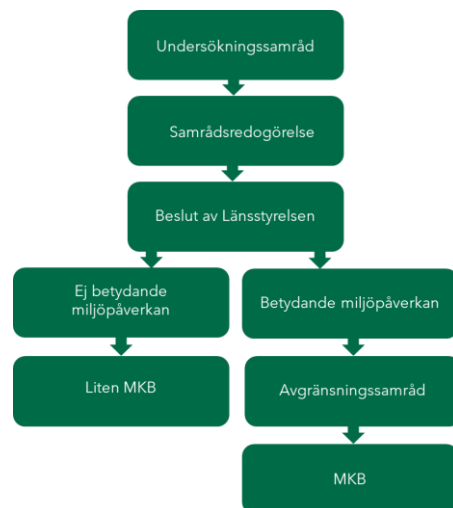 Undersökningssamråd
Samrådsredogörelse
Beslut av Länsstyrelsen
Ej betydande
miljöpåverkan
Betydande miljöpåverkan
Liten MKB
Avgränsningssamråd
MKB